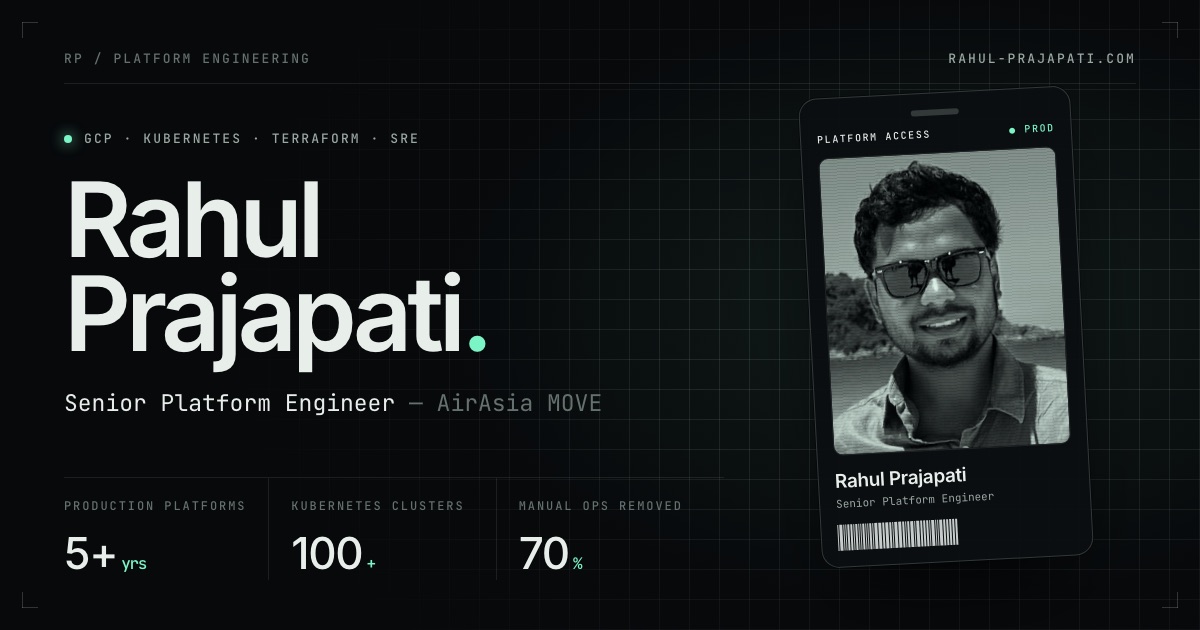 RP / PLATFORM ENGINEERING
RAHUL-PRAJAPATI.COM
GCP · KUBERNETES · TERRAFORM · SRE
Rahul
Prajapati.
Senior Platform Engineer — AirAsia MOVE
PRODUCTION PLATFORMS
5+ yrs
KUBERNETES CLUSTERS
100 +
MANUAL OPS REMOVED
70 %
PLATFORM ACCESS
● PROD
Rahul Prajapati
Senior Platform Engineer